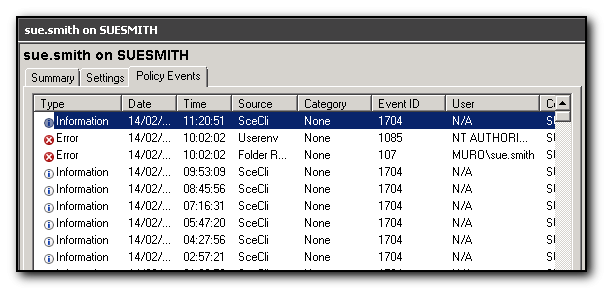 sue.smith on SUESMITH
sue.smith on SUESMITH
Summary Settings Policy Events
Type Date Time Source Category Event ID User
Information 14/02/... 11:20:51 SceCli None 1704 N/A
Error 14/02/... 10:02:02 Userenv None 1085 NT AUTHORI...
Error 14/02/... 10:02:02 Folder R... None 107 MURO\sue.smith
Information 14/02/... 09:53:09 SceCli None 1704 N/A
Information 14/02/... 08:45:56 SceCli None 1704 N/A
Information 14/02/... 07:16:31 SceCli None 1704 N/A
Information 14/02/... 05:47:20 SceCli None 1704 N/A
Information 14/02/... 04:27:56 SceCli None 1704 N/A
Information 14/02/... 02:57:21 SceCli None 1704 N/A